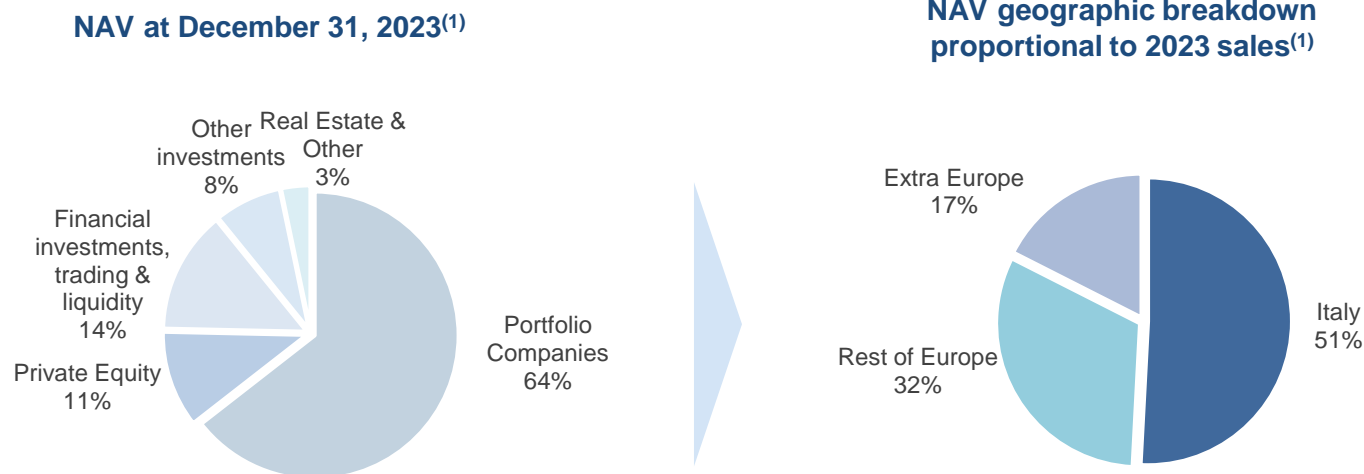 NAV at December 31, 2023(1)
Other
investments
8%
Real Estate &
Other
3%
Financial
investments,
trading &
liquidity
14%
Private Equity
11%
Portfolio
Companies
64%
NAV geographic breakdown
proportional to 2023 sales(1)
Extra Europe
17%
Rest of Europe
32%
Italy
51%